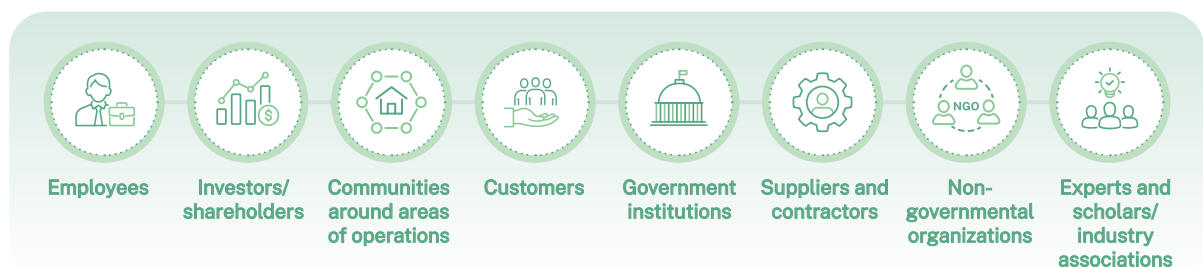 $
NGO
Employees
Investors/
shareholders
Communities
around areas
of operations
Customers
Government
institutions
Suppliers and
contractors
Non-
governmental
organizations
Experts and
scholars/
industry
associations